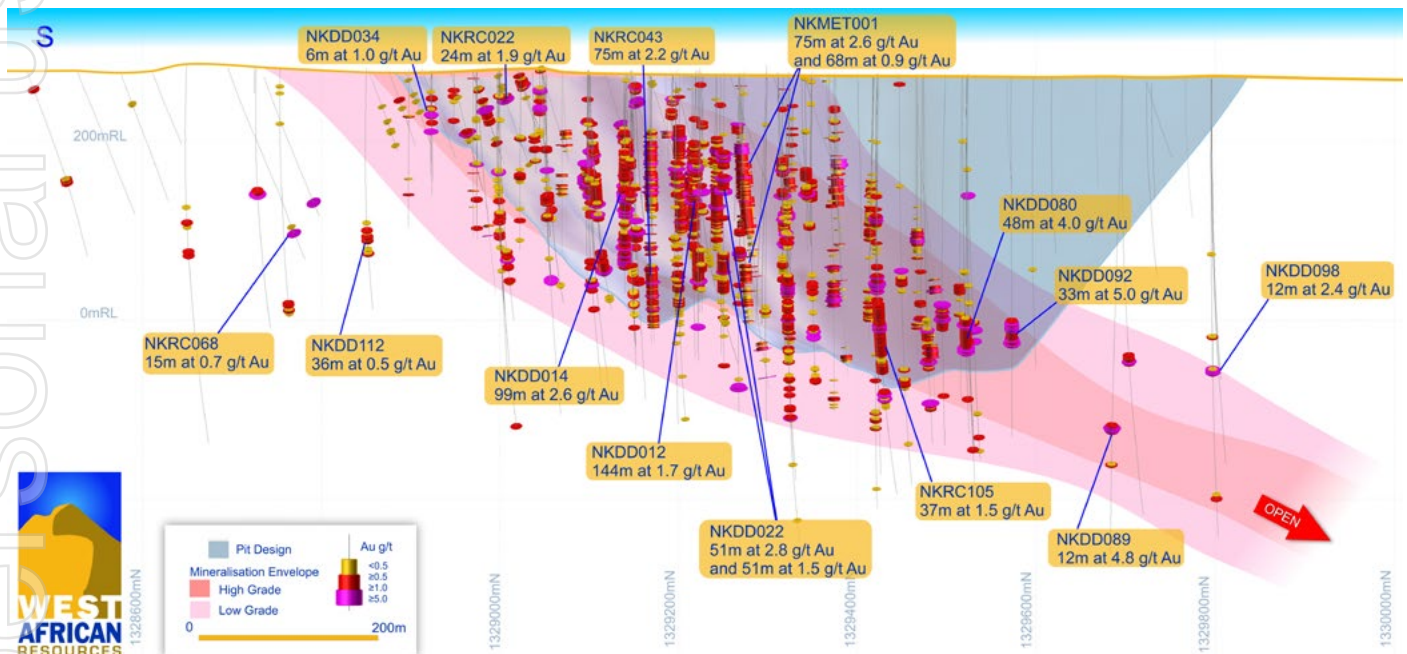 S
NKDD034
6m at 1.0 g/t Au
NKRC022
24m at 1.9 g/t Au
NKRC043
75m at 2.2 g/t Au
NKMET001
75m at 2.6 g/t Au
and 68m at 0.9 g/t Au
200mRL
NKDD080
48m at 4.0 g/t Au
NKDD092
33m at 5.0 g/t Au
NKDD098
12m at 2.4 g/t Au
0mRL
NKRC068
15m at 0.7 g/t Au
NKDD112
36m at 0.5 g/t Au
NKDD014
99m at 2.6 g/t Au
NKDD012
144m at 1.7 g/t Au
NKRC105
37m at 1.5 g/t Au
NKDD022
51m at 2.8 g/t Au
and 51m at 1.5 g/t Au
NKDD089
12m at 4.8 g/t Au
OPEN
WEST
AFRICAN
RESOURCES
Pit Design
Mineralisation Envelope
High Grade
Low Grade
Au g/t
<0.5
≥0.5
≥1.0
≥5.0
0
200m
1328600mN
1329000mN
1329200mN
1329400mN
1329600mN
1329800mN
1330000mN